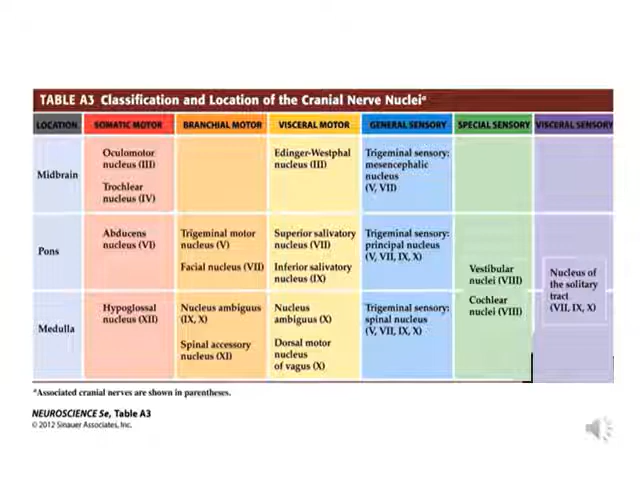 TABLE A3 Classification and Location of the Cranial Nerve Nucleiª
LOCATION SOMATIC MOTOR BRANCHIAL MOTOR VISCERAL MOTOR GENERAL SENSORY SPECIAL SENSORY VISCERAL SENSORY
Midbrain
Oculomotor
nucleus (III)
Trochlear
nucleus (IV)
Edinger-Westphal
nucleus (III)
Trigeminal sensory:
mesencephalic
nucleus
(V, VII)
Pons
Abducens
nucleus (VI)
Trigeminal motor
nucleus (V)
Facial nucleus (VII)
Superior salivatory
nucleus (VII)
Inferior salivatory
nucleus (IX)
Trigeminal sensory:
principal nucleus
(V, VII, IX, X)
Vestibular
nuclei (VIII)
Cochlear
nuclei (VIII)
Nucleus of
the solitary
tract
(VII, IX, X)
Medulla
Hypoglossal
nucleus (XII)
Nucleus ambiguus
(IX, X)
Spinal accessory
nucleus (XI)
Nucleus
ambiguus (X)
Dorsal motor
nucleus
of vagus (X)
Trigeminal sensory:
spinal nucleus
(V, VII, IX, X)
ªAssociated cranial nerves are shown in parentheses.
NEUROSCIENCE 5e, Table A3
© 2012 Sinauer Associates, Inc.